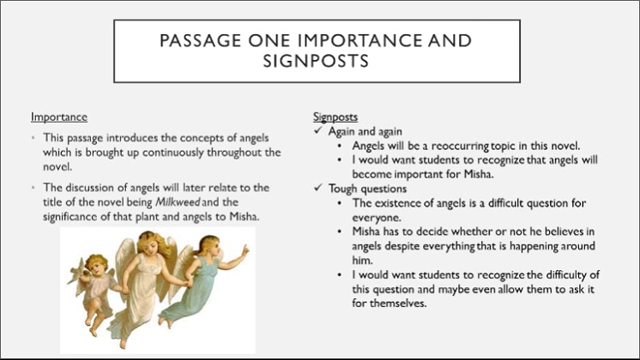 PASSAGE ONE IMPORTANCE AND
SIGNPOSTS
Importance
• This passage introduces the concepts of angels
which is brought up continuously throughout the
novel.
• The discussion of angels will later relate to the
title of the novel being Milkweed and the
significance of that plant and angels to Misha.
Signposts
✓ Again and again
• Angels will be a reoccurring topic in this novel.
• I would want students to recognize that angels will
become important for Misha.
✓ Tough questions
• The existence of angels is a difficult question for
everyone.
• Misha has to decide whether or not he believes in
angels despite everything that is happening around
him.
• I would want students to recognize the difficulty of
this question and maybe even allow them to ask it
for themselves.